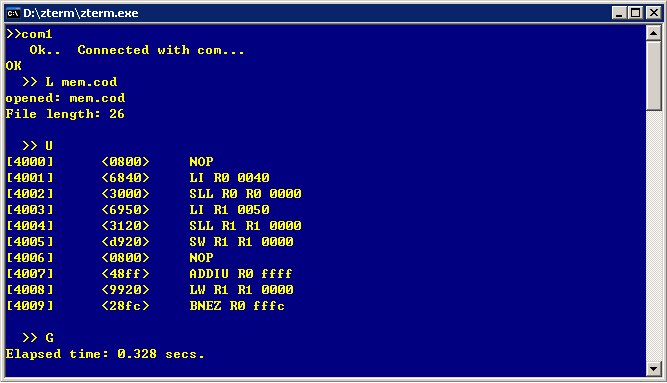 D:\zterm\zterm.exe
>>com1
Ok.. Connected with com...
OK
>> L mem.cod
opened: mem.cod
File length: 26
>> U
[4000] <0800> NOP
[4001] <6840> LI R0 0040
[4002] <3000> SLL R0 R0 0000
[4003] <6950> LI R1 0050
[4004] <3120> SLL R1 R1 0000
[4005] <d920> SW R1 R1 0000
[4006] <0800> NOP
[4007] <48ff> ADDIU R0 ffff
[4008] <9920> LW R1 R1 0000
[4009] <28fc> BNEZ R0 fffc
>> G
Elapsed time: 0.328 secs.